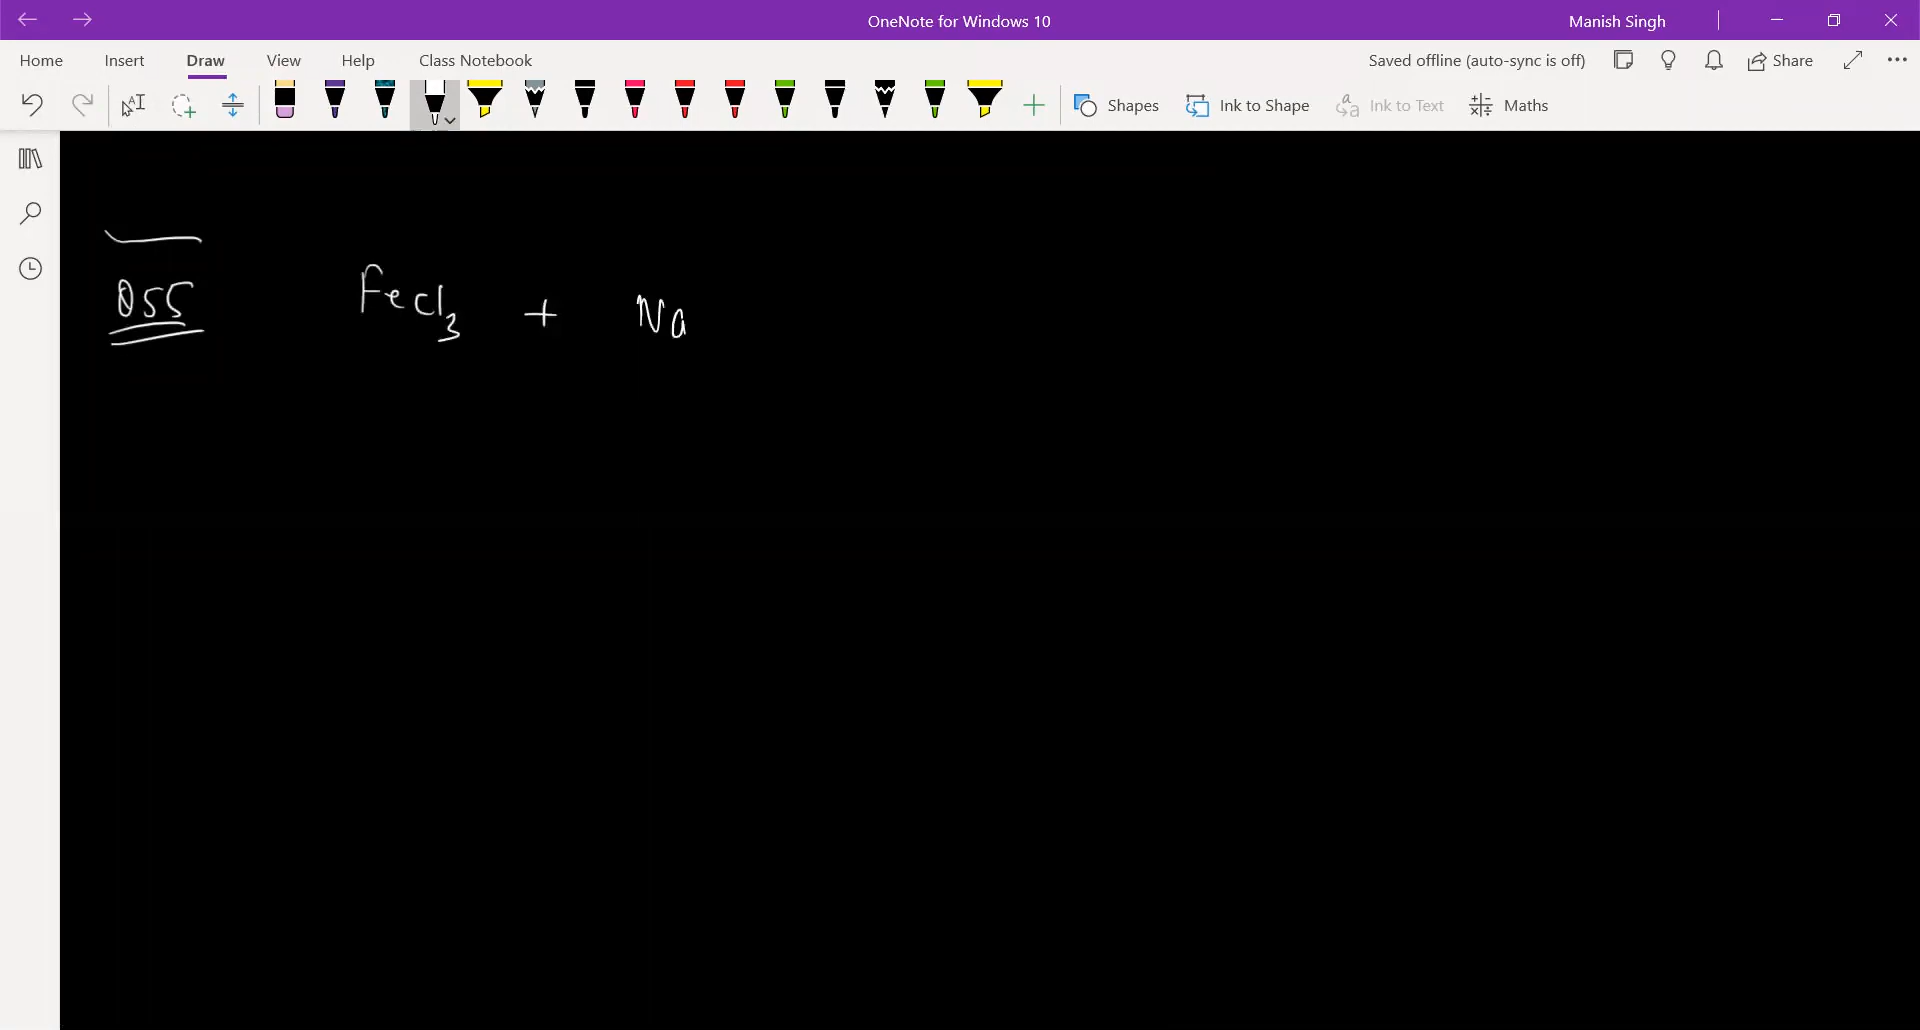 OneNote for Windows 10
Manish Singh
Home Insert Draw View Help Class Notebook
Saved offline (auto-sync is off) Share
Shapes Ink to Shape Ink to Text Maths
Q55 FeCl3 + Na